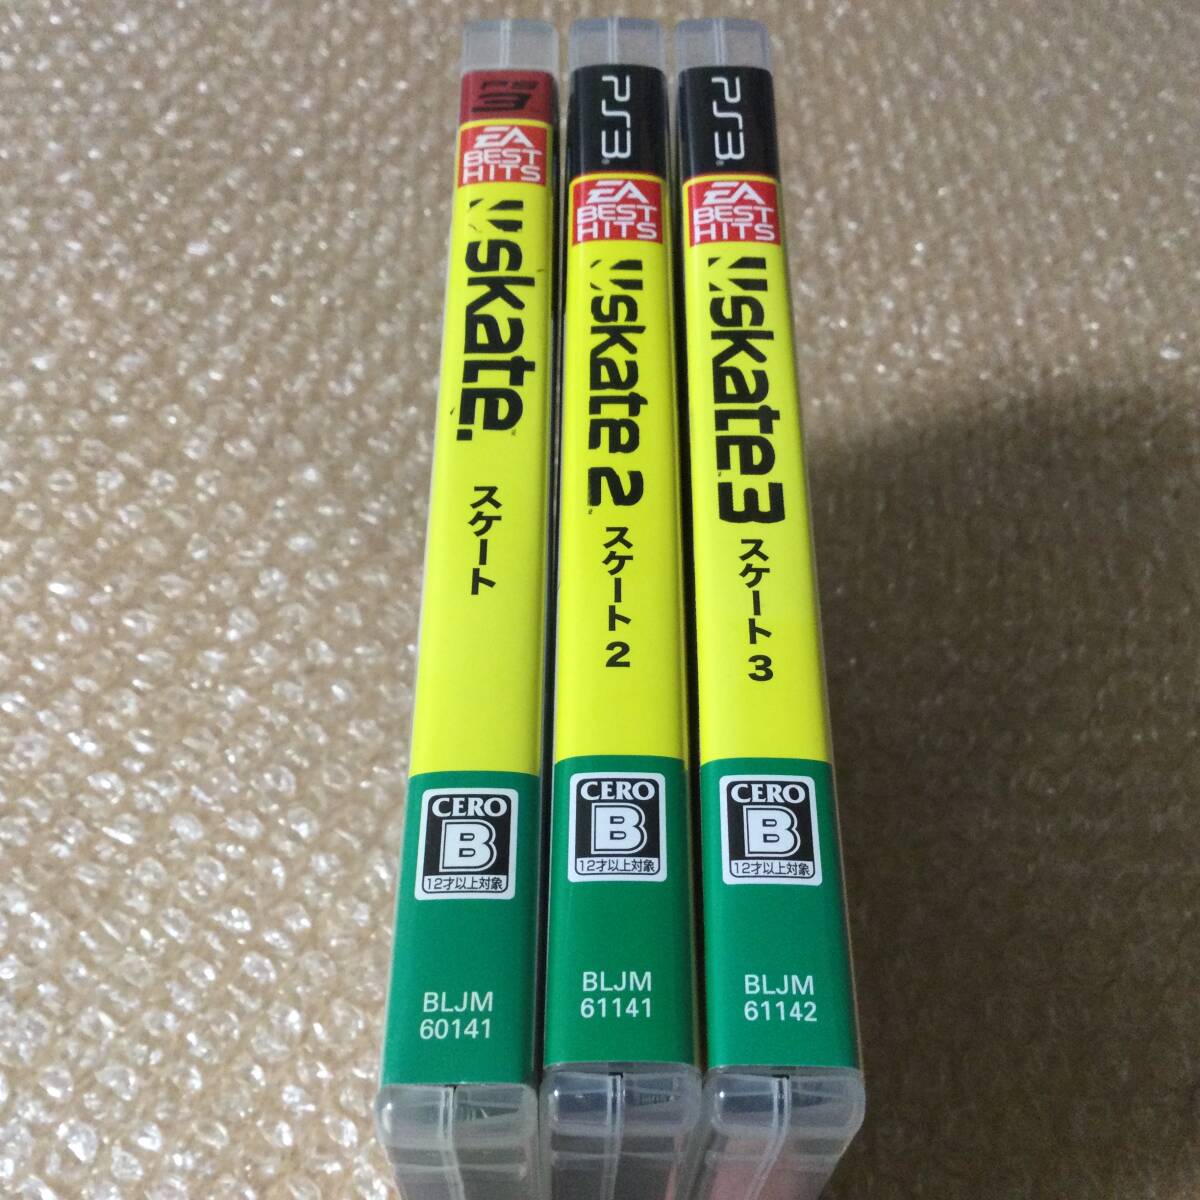 PS3
EA
BEST
HITS
skate.
スケート
CERO
B
12才以上対象
BLJM
60141
PS3
EA
BEST
HITS
skate 2
スケート 2
CERO
B
12才以上対象
BLJM
61141
PS3
EA
BEST
HITS
skate 3
スケート 3
CERO
B
12才以上対象
BLJM
61142